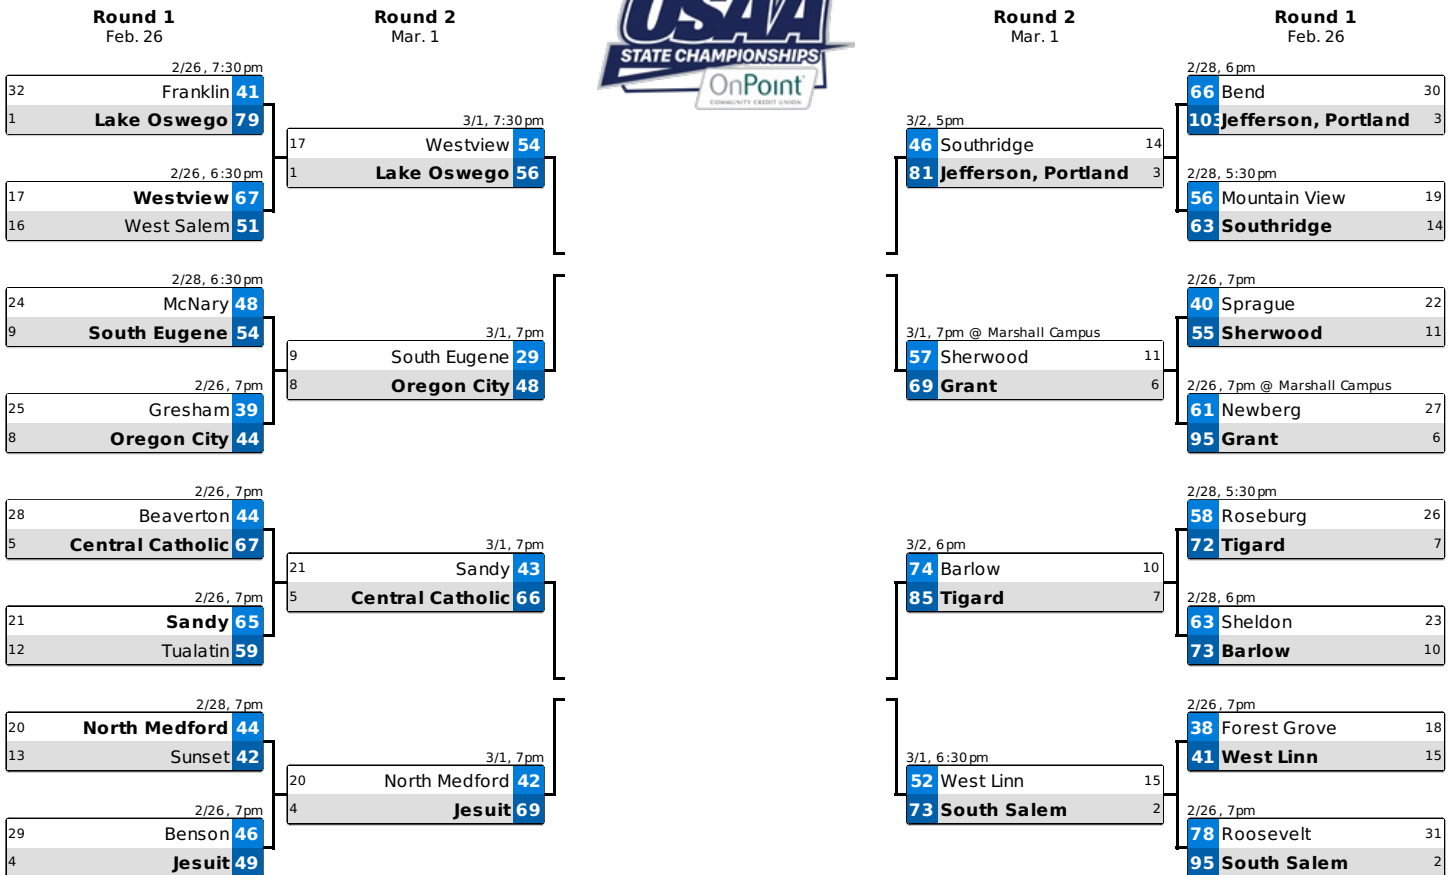 Round 1
Feb. 26
Round 2
Mar. 1
USAA
STATE CHAMPIONSHIPS
OnPoint
COMMUNITY CREDIT UNION
Round 2
Mar. 1
Round 1
Feb. 26
2/26, 7:30pm
32 Franklin 41
1 Lake Oswego 79
2/26, 6:30pm
17 Westview 67
16 West Salem 51
2/28, 6:30pm
24 McNary 48
9 South Eugene 54
2/26, 7pm
25 Gresham 39
8 Oregon City 44
2/26, 7pm
28 Beaverton 44
5 Central Catholic 67
2/26, 7pm
21 Sandy 65
12 Tualatin 59
2/28, 7pm
20 North Medford 44
13 Sunset 42
2/26, 7pm
29 Benson 46
4 Jesuit 49
3/1, 7:30pm
17 Westview 54
1 Lake Oswego 56
3/1, 7pm
9 South Eugene 29
8 Oregon City 48
3/1, 7pm
21 Sandy 43
5 Central Catholic 66
3/1, 7pm
20 North Medford 42
4 Jesuit 69
3/2, 5pm
46 Southridge 14
81 Jefferson, Portland 3
3/1, 7pm @ Marshall Campus
57 Sherwood 11
69 Grant 6
3/2, 6pm
74 Barlow 10
85 Tigard 7
3/1, 6:30pm
52 West Linn 15
73 South Salem 2
2/28, 6pm
66 Bend 30
103 Jefferson, Portland 3
2/28, 5:30pm
56 Mountain View 19
63 Southridge 14
2/26, 7pm
40 Sprague 22
55 Sherwood 11
2/26, 7pm @ Marshall Campus
61 Newberg 27
95 Grant 6
2/28, 5:30pm
58 Roseburg 26
72 Tigard 7
2/28, 6pm
63 Sheldon 23
73 Barlow 10
2/26, 7pm
38 Forest Grove 18
41 West Linn 15
2/26, 7pm
78 Roosevelt 31
95 South Salem 2